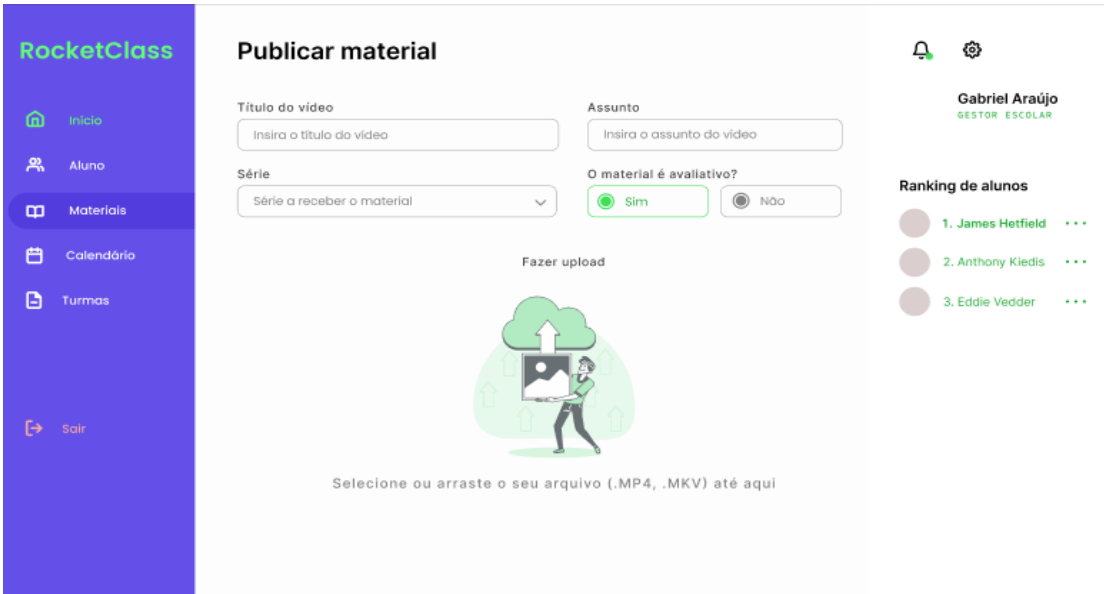 RocketClass
Início
Aluno
Materiais
Calendário
Turmas
Sair
Publicar material
Título do vídeo
Insira o título do vídeo
Assunto
Insira o assunto do vídeo
Série
Série a receber o material
O material é avaliativo?
Sim
Não
Fazer upload
Selecione ou arraste o seu arquivo (.MP4, .MKV) até aqui
Gabriel Araújo
GESTOR ESCOLAR
Ranking de alunos
1. James Hetfield
2. Anthony Kiedis
3. Eddie Vedder